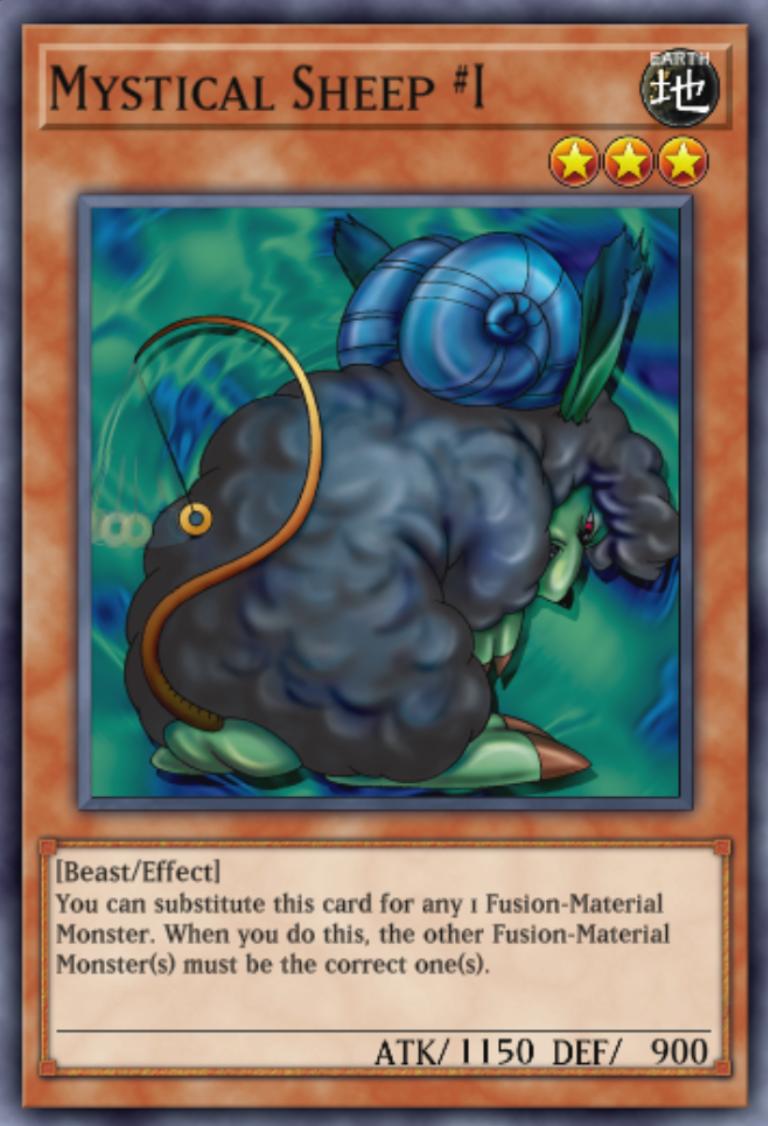 Mystical Sheep #1
EARTH
地
[Beast/Effect]
You can substitute this card for any 1 Fusion-Material
Monster. When you do this, the other Fusion-Material
Monster(s) must be the correct one(s).
ATK/ 1150 DEF/ 900